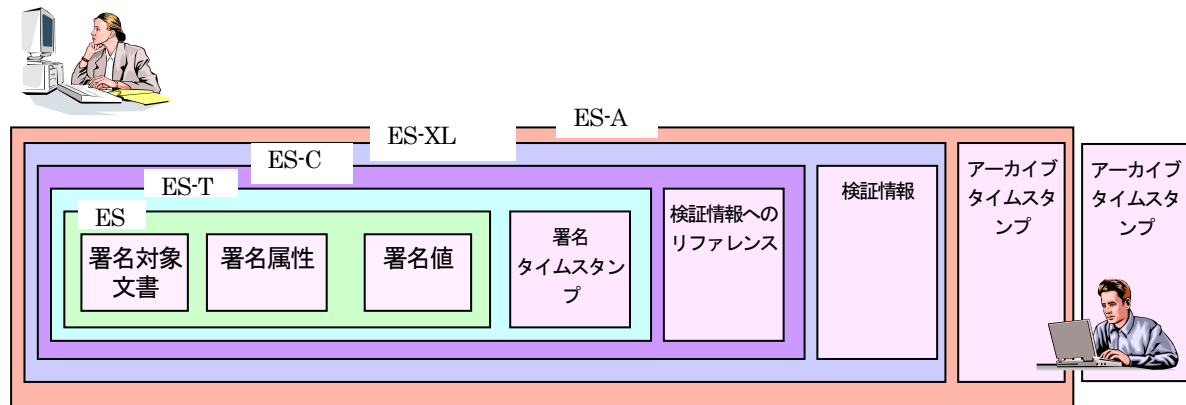 ES-A
ES-XL
ES-C
ES-T
ES
署名対象
文書
署名属性
署名値
署名
タイムスタン
プ
検証情報への
リファレンス
検証情報
アーカイブ
タイムスタ
ンプ
アーカイブ
タイムスタ
ンプ